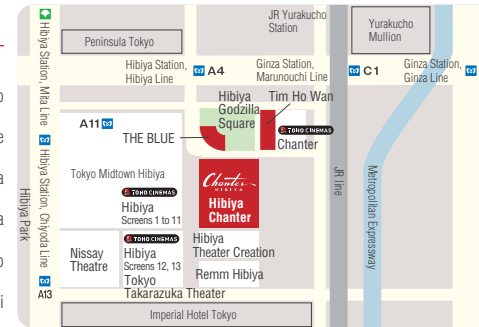 JR Yurakucho
Station
Yurakucho
Mullion
Peninsula Tokyo
Hibiya Station, Mita Line
Hibiya Station,
Hibiya Line
A4
Ginza Station,
Marunouchi Line
C1
Ginza Station,
Ginza Line
Hibiya
Godzilla
Square
Tim Ho Wan
A11
THE BLUE
TOHO CINEMAS
Chanter
Hibiya Station, Chiyoda Line
Hibiya Park
Tokyo Midtown Hibiya
TOHO CINEMAS
Hibiya
Screens 1 to 11
Chanter
HIBIYA
Hibiya
Chanter
JR line
Metropolitan Expressway
Nissay
Theatre
TOHO CINEMAS
Hibiya
Screens 12, 13
Tokyo
Takarazuka Theater
Hibiya
Theater Creation
Remm Hibiya
A13
Imperial Hotel Tokyo